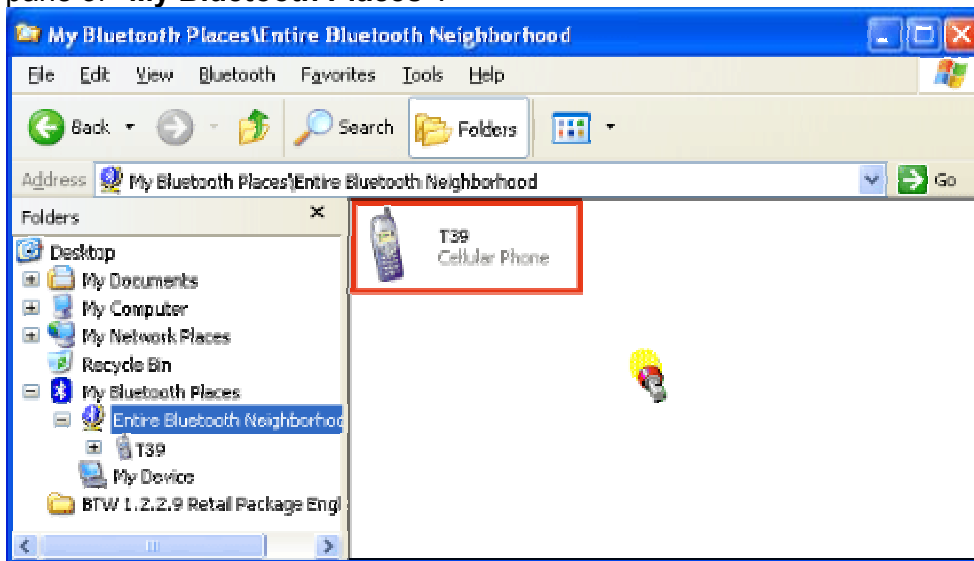 My Bluetooth Places\Entire Bluetooth Neighborhood
File Edit View Bluetooth Favorites Tools Help
Back Search Folders
Address My Bluetooth Places\Entire Bluetooth Neighborhood Go
Folders
Desktop
My Documents
My Computer
My Network Places
Recycle Bin
My Bluetooth Places
Entire Bluetooth Neighborhoo
T39
My Device
BTW 1.2.2.9 Retail Package Engl
T39
Cellular Phone